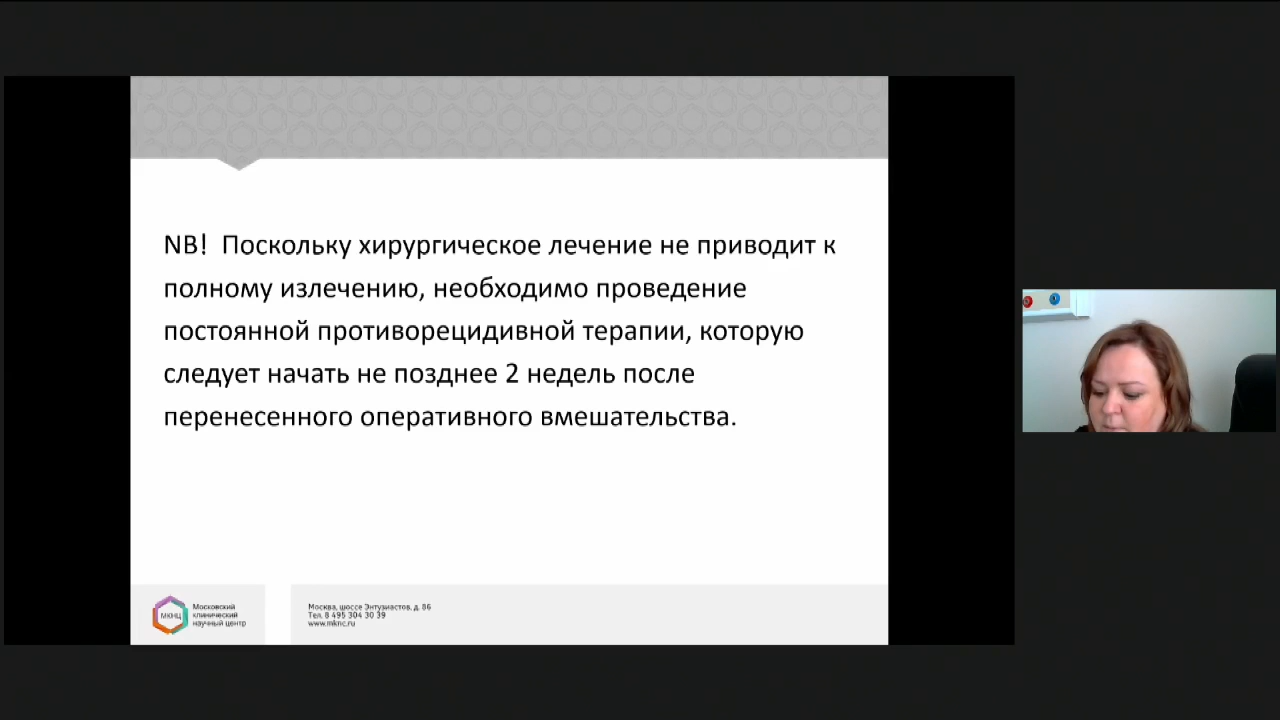 NB!  Поскольку хирургическое лечение не приводит к
полному излечению, необходимо проведение
постоянной противорецидивной терапии, которую
следует начать не позднее 2 недель после
перенесенного оперативного вмешательства.
МКНЦ
Московский
клинический
научный центр
Москва, шоссе Энтузиастов, д. 86
Тел. 8 495 304 30 39
www.mknc.ru